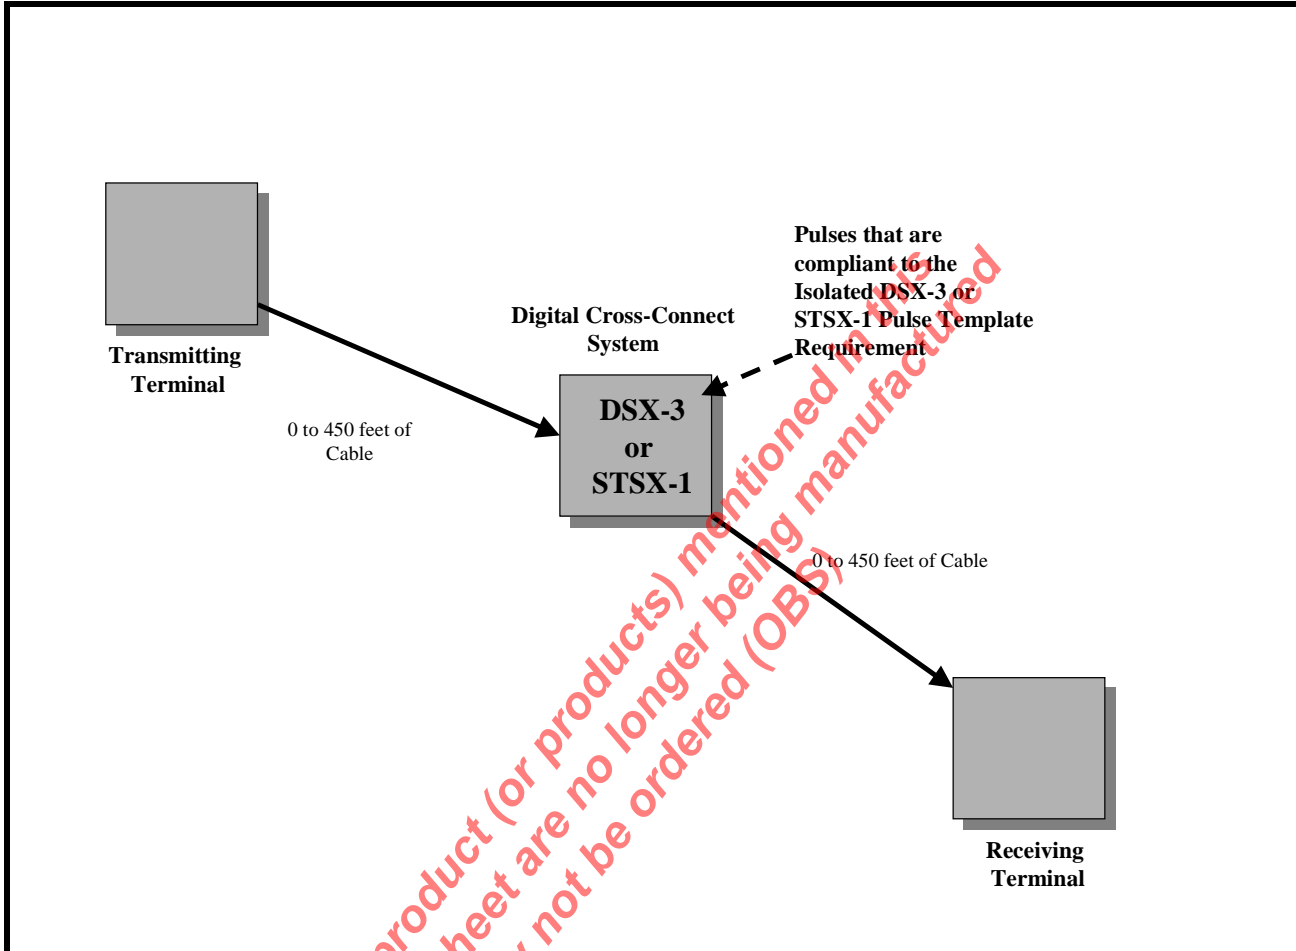 Pulses that are
compliant to the
Isolated DSX-3 or
STSX-1 Pulse Template
Requirement
Digital Cross-Connect
System
Transmitting
Terminal
DSX-3
or
STSX-1
0 to 450 feet of
Cable
0 to 450 feet of Cable
Receiving
Terminal
product (or products) mentioned in this
sheet are no longer being manufactured
not be ordered (OBS)